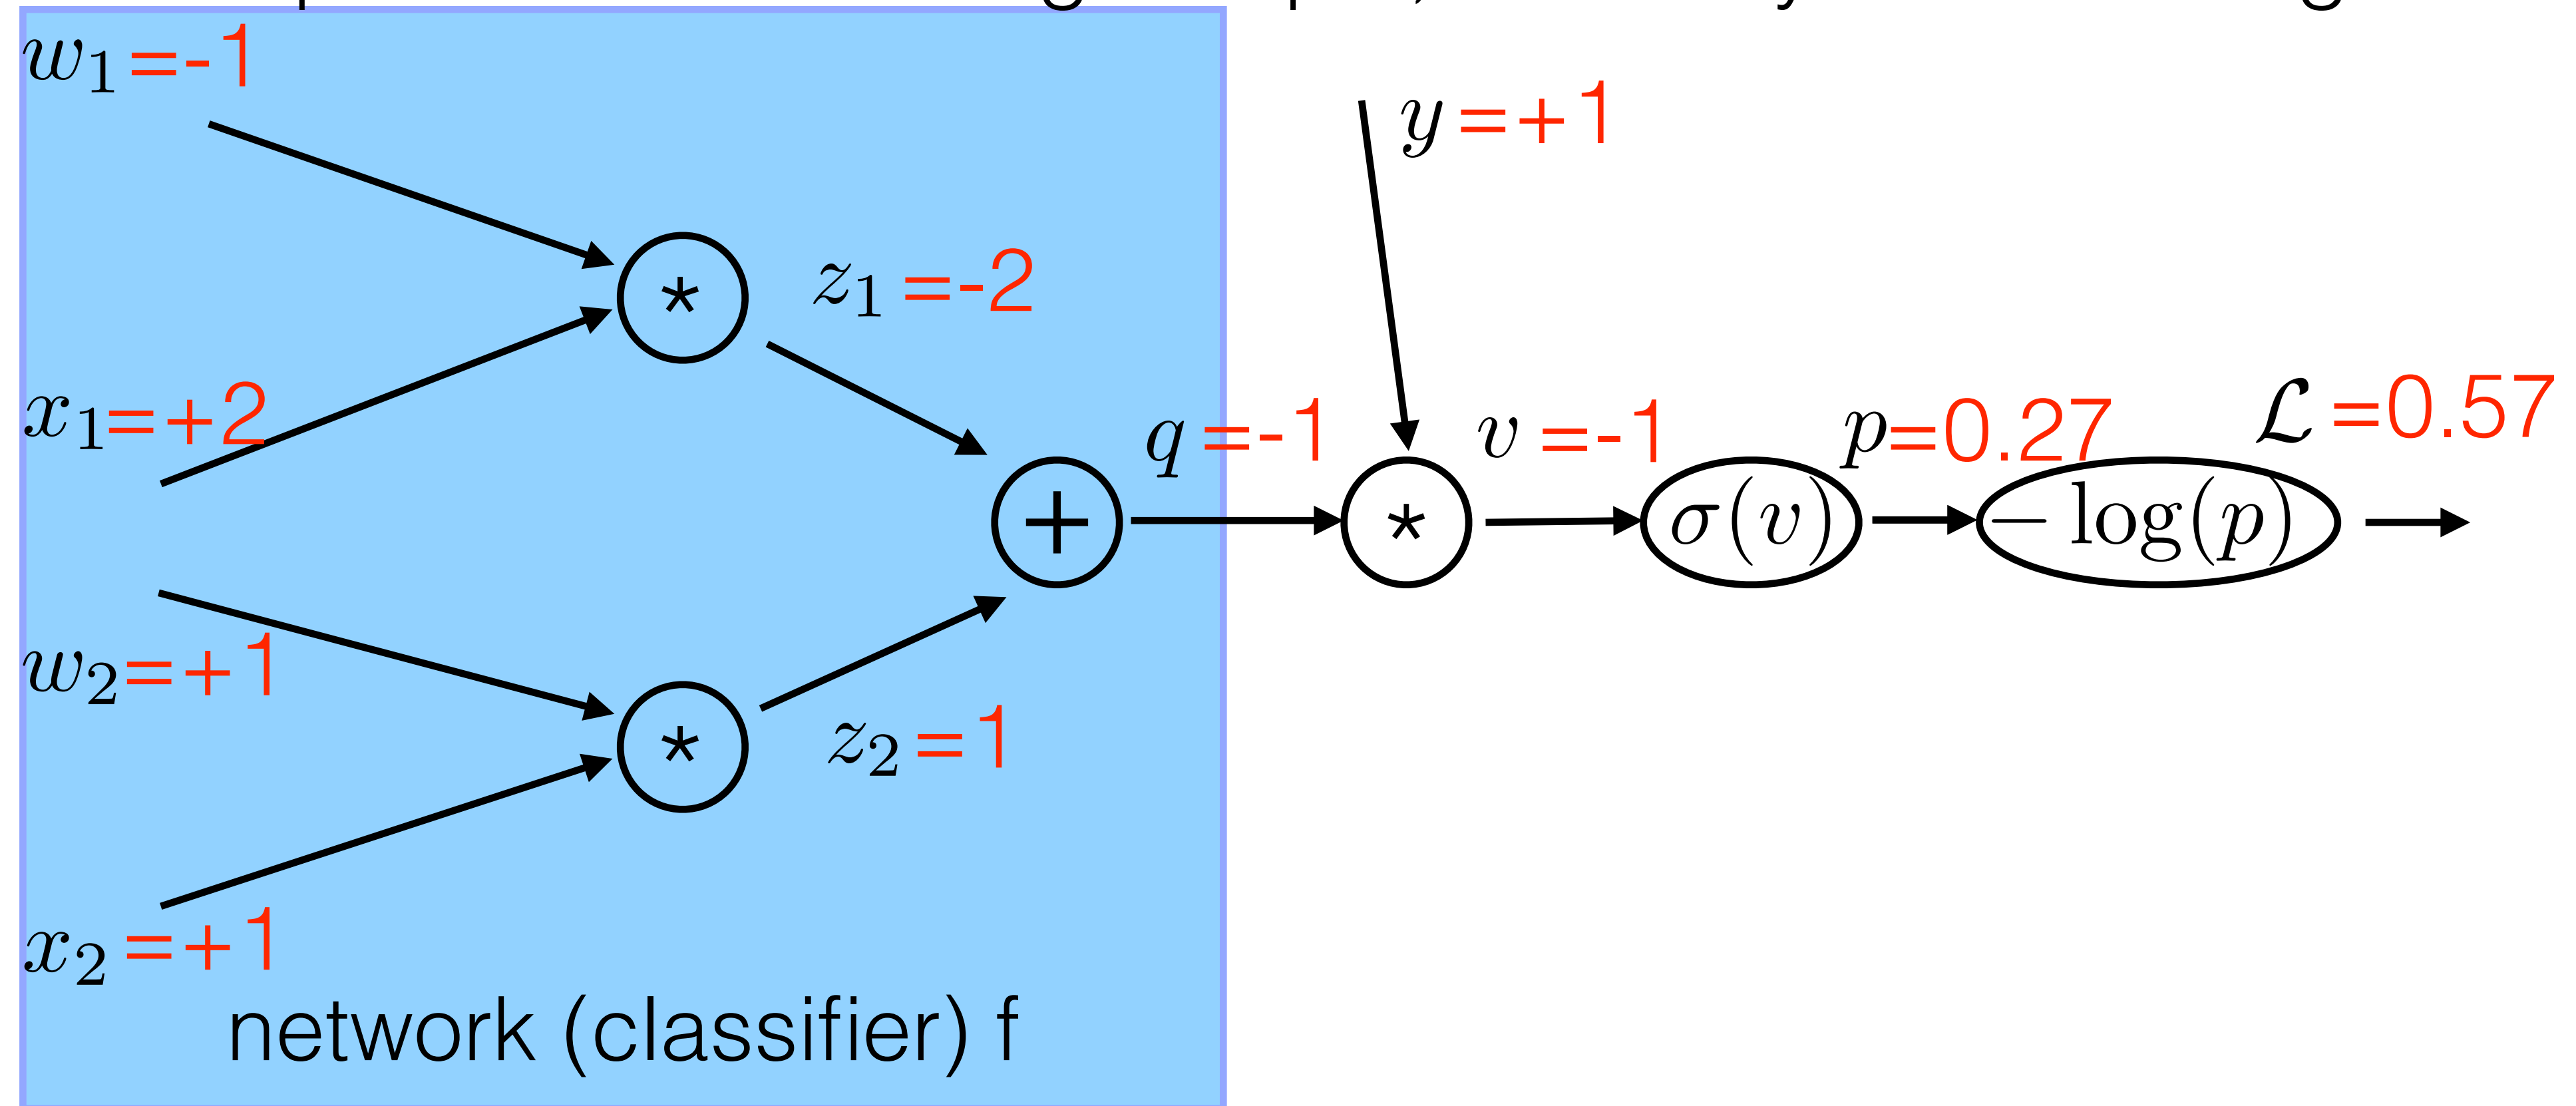 w₁=-1
y=+1
*
z₁=-2
x₁=+2
q=-1
v=-1
p=0.27
ℒ=0.57
+
*
σ(v)
− log(p)
w₂=+1
*
z₂=1
x₂=+1
network (classifier) f